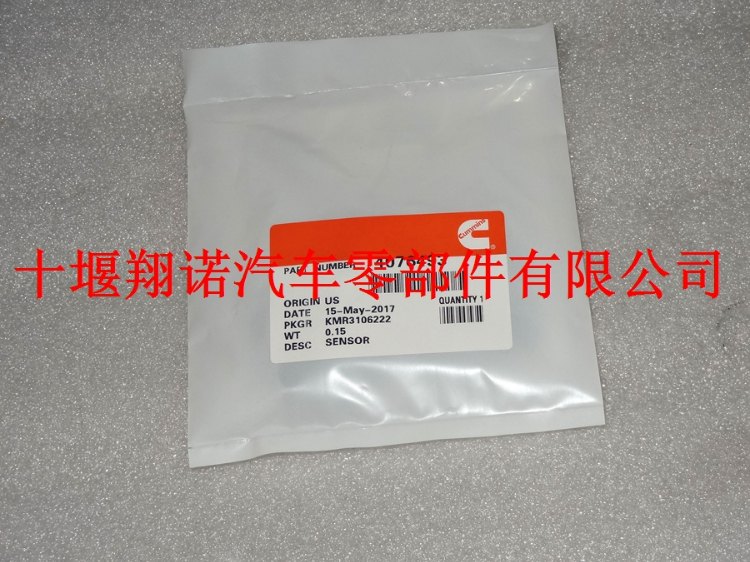 Cummins
PART NUMBER 4076493
十堰翔诺汽车零部件有限公司
ORIGIN US
DATE 15-May-2017
PKGR KMR3106222
WT 0.15
DESC SENSOR
QUANTITY 1